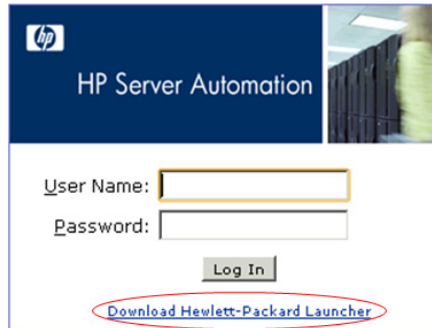 hp
HP Server Automation
User Name:
Password:
Log In
Download Hewlett-Packard Launcher